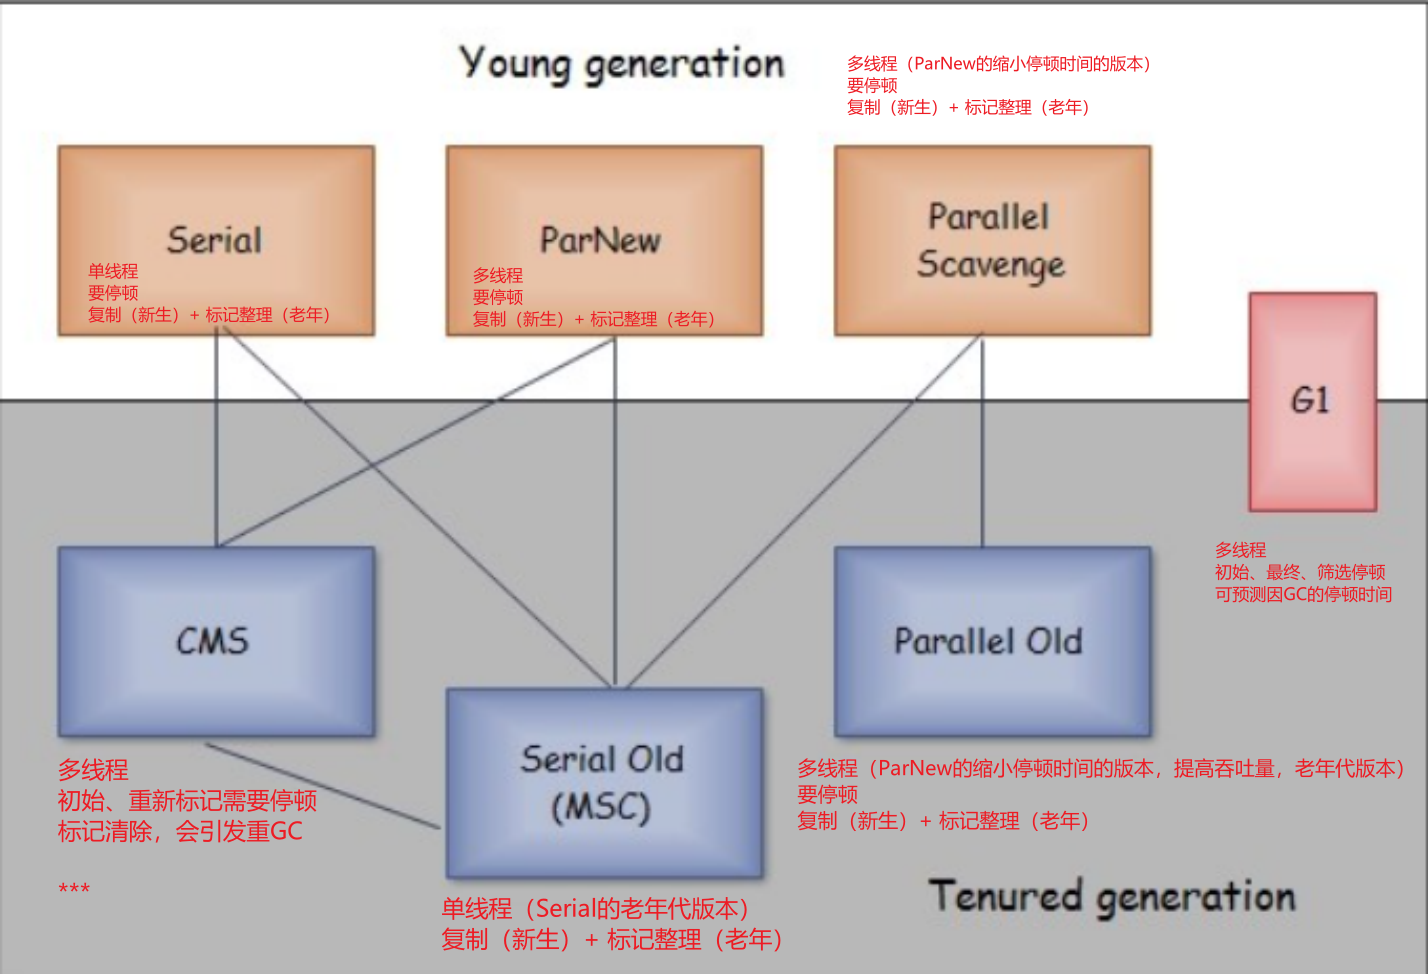 Young generation
多线程（ParNew的缩小停顿时间的版本）
要停顿
复制（新生）+ 标记整理（老年）
Serial
单线程
要停顿
复制（新生）+ 标记整理（老年）
ParNew
多线程
要停顿
复制（新生）+ 标记整理（老年）
Parallel
Scavenge
G1
多线程
初始、最终、筛选停顿
可预测因GC的停顿时间
CMS
多线程
初始、重新标记需要停顿
标记清除，会引发重GC
***
Serial Old
(MSC)
单线程（Serial的老年代版本）
复制（新生）+ 标记整理（老年）
Parallel Old
多线程（ParNew的缩小停顿时间的版本，提高吞吐量，老年代版本）
要停顿
复制（新生）+ 标记整理（老年）
Tenured generation